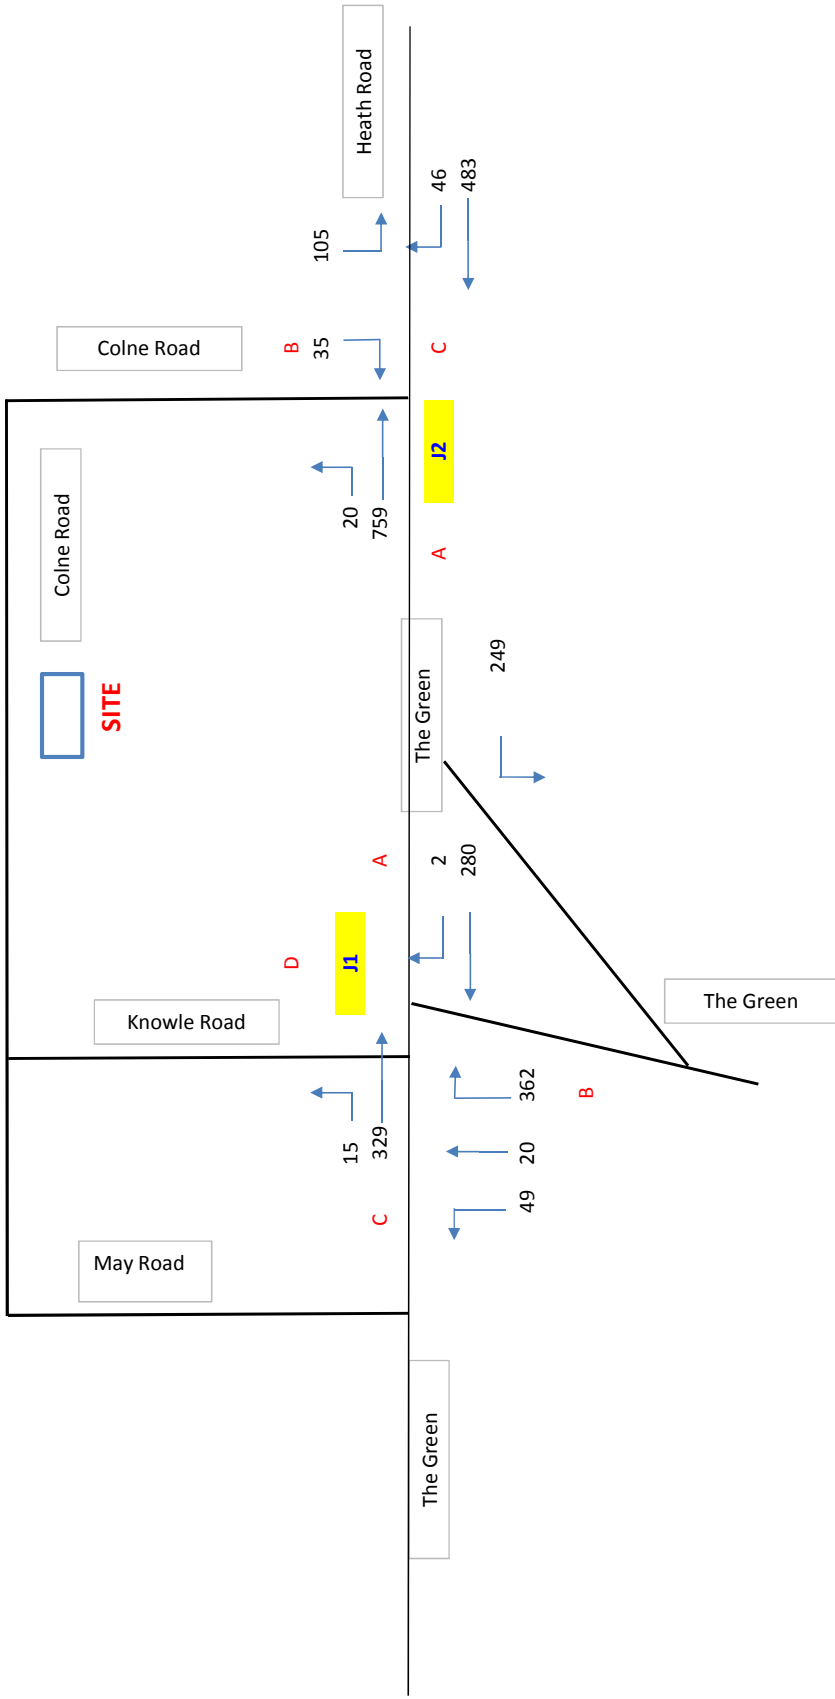 Colne Road
Colne Road
Heath Road
105
B
35
46
483
C
20
759
J2
A
SITE
The Green
249
A
2
280
D
J1
Knowle Road
The Green
15
329
362
B
20
49
C
May Road
The Green